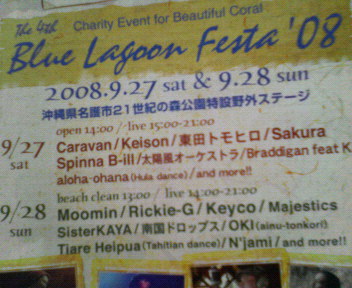 The 4th Charity Event for Beautiful Coral
Blue Lagoon Festa '08
2008.9.27 sat & 9.28 sun
沖縄県名護市21世紀の森公園特設野外ステージ
open 14:00 / live 15:00-21:00
9/27 sat
Caravan/Keison/東田トモヒロ/Sakura
Spinna B-ill/太陽風オーケストラ/Braddigan feat K
aloha-ohana(Hula dance)/and more!!
beach clean 13:00 / live 14:00-21:00
9/28 sun
Moomin/Rickie-G/Keyco/Majestics
SisterKAYA/南国ドロップス/OKI(ainu-tonkori)
Tiare Heipua(Tahitian dance)/N'jami/and more!!